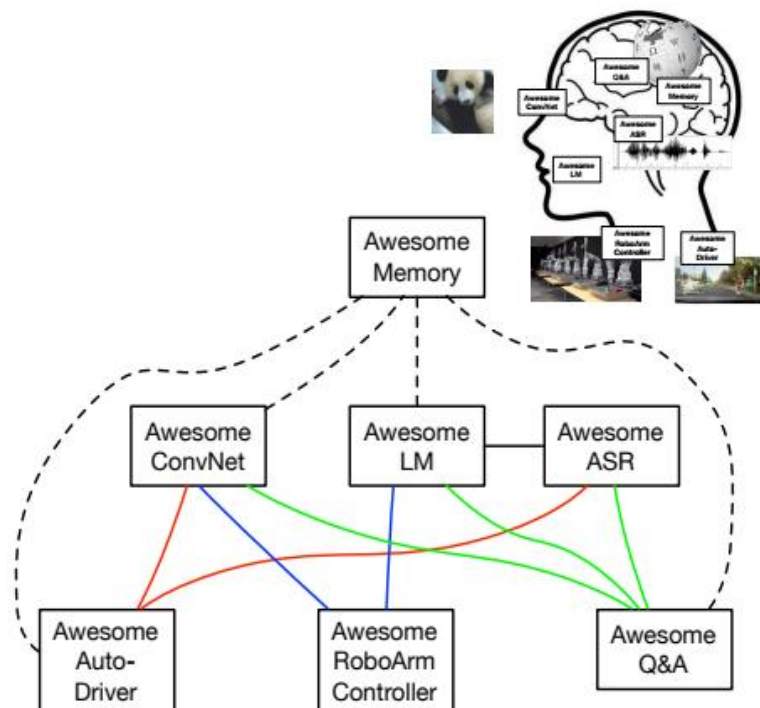 Awesome
Q&A
Awesome
Memory
Awesome
ConvNet
Awesome
ASR
Awesome
LM
Awesome
RoboArm
Controller
Awesome
Auto-
Driver
Awesome
Memory
Awesome
ConvNet
Awesome
LM
Awesome
ASR
Awesome
Auto-
Driver
Awesome
RoboArm
Controller
Awesome
Q&A